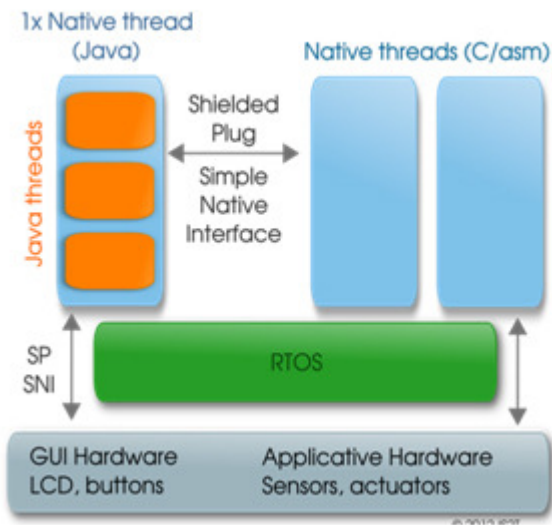 1x Native thread
(Java)
Native threads (C/asm)
Java threads
Shielded
Plug
Simple
Native
Interface
SP
SNI
RTOS
GUI Hardware
LCD, buttons
Applicative Hardware
Sensors, actuators